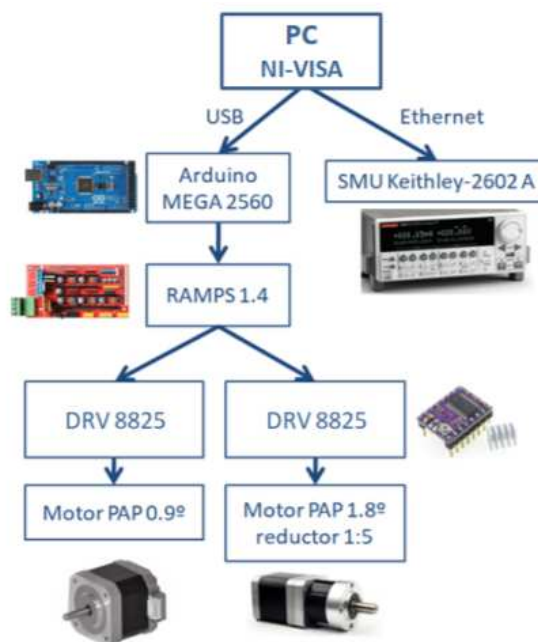 PC
NI-VISA
USB
Ethernet
Arduino
MEGA 2560
SMU Keithley-2602 A
RAMPS 1.4
DRV 8825
DRV 8825
Motor PAP 0.9º
Motor PAP 1.8º
reductor 1:5